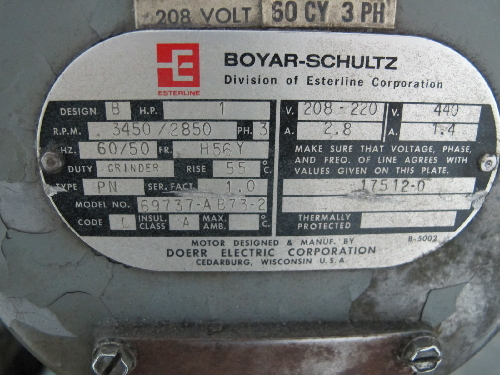 208 VOLT 60 CY 3 PH
E
ESTERLINE
BOYAR-SCHULTZ
Division of Esterline Corporation
DESIGN B H.P. 1 V. 208-220 V. 440
R.P.M. 3450/2850 PH. 3 A. 2.8 A. 1.4
HZ. 60/50 FR. H56Y
MAKE SURE THAT VOLTAGE, PHASE,
DUTY GRINDER RISE 55 °C.
AND FREQ. OF LINE AGREES WITH
VALUES GIVEN ON THIS PLATE.
TYPE PN SER. FACT. 1.0 17512-0
MODEL NO. 69737-AB73-2
CODE INSUL. CLASS A MAX. AMB. °C.
THERMALLY PROTECTED
MOTOR DESIGNED & MANUF. BY
B-5002
DOERR ELECTRIC CORPORATION
CEDARBURG, WISCONSIN U.S.A.